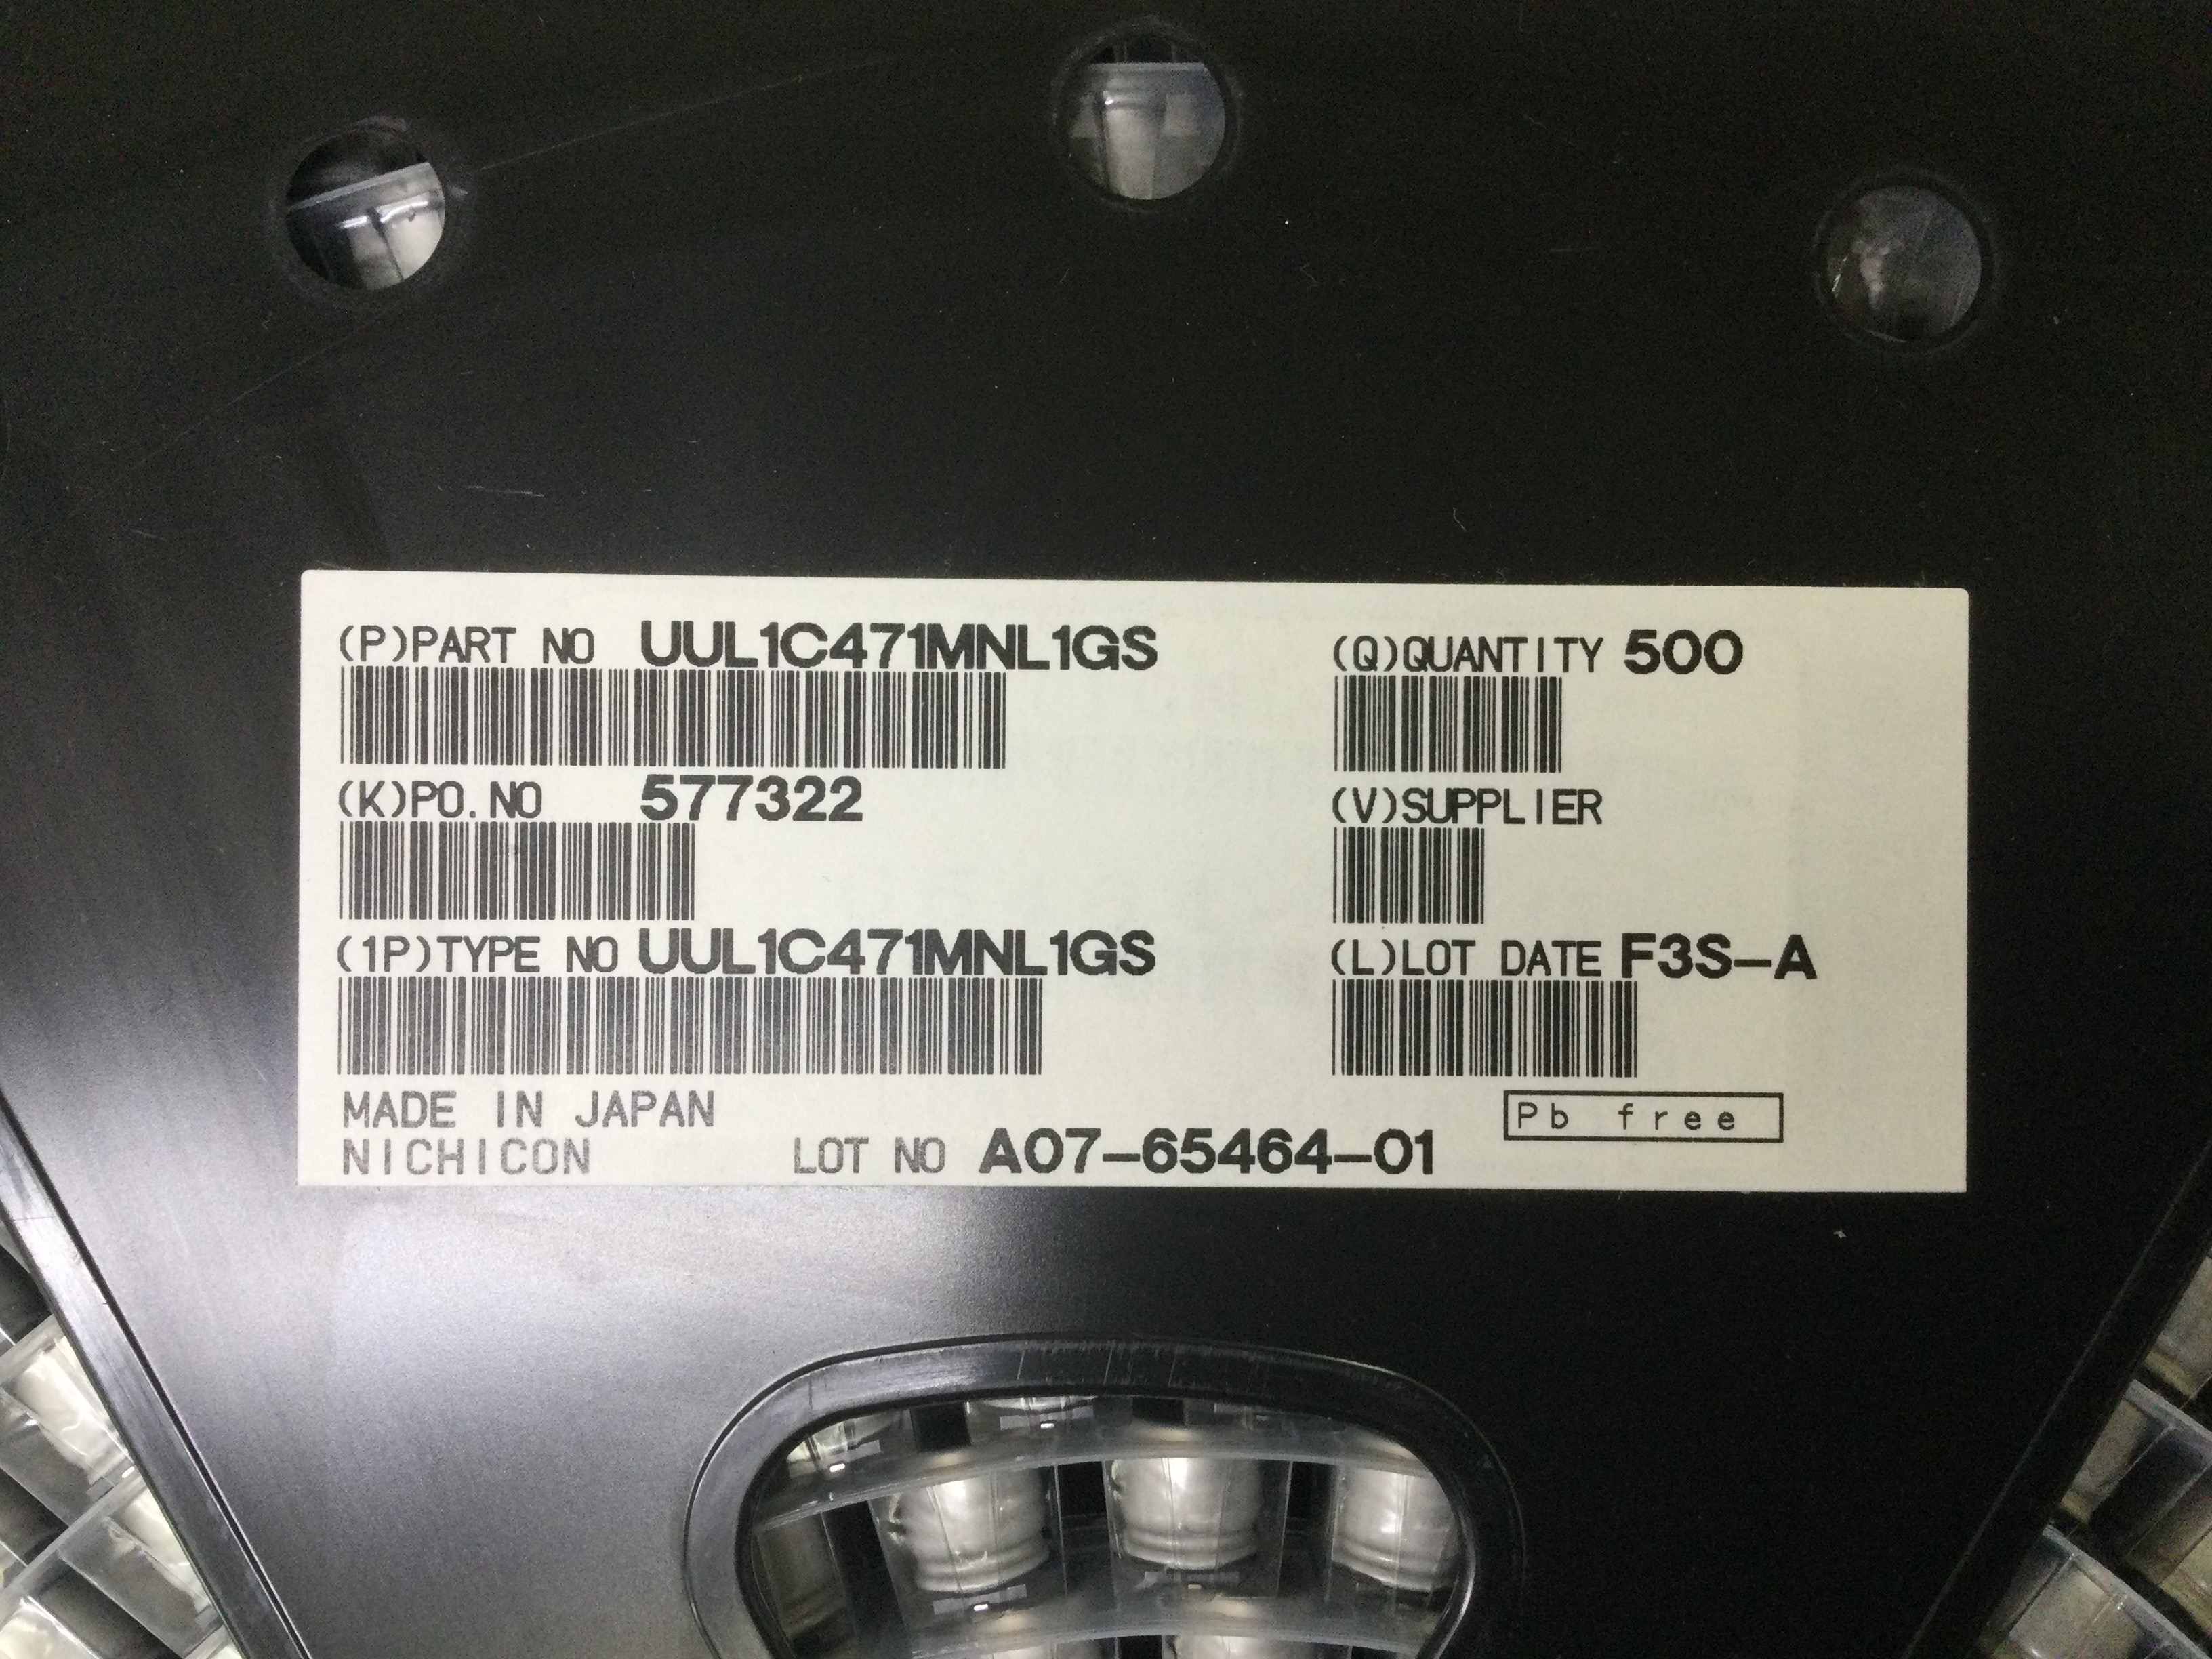 (P)PART NO UUL1C471MNL1GS
(Q)QUANTITY 500
(K)PO.NO 577322
(V)SUPPLIER
(1P)TYPE NO UUL1C471MNL1GS
(L)LOT DATE F3S-A
MADE IN JAPAN
Pb free
NICHICON LOT NO A07-65464-01